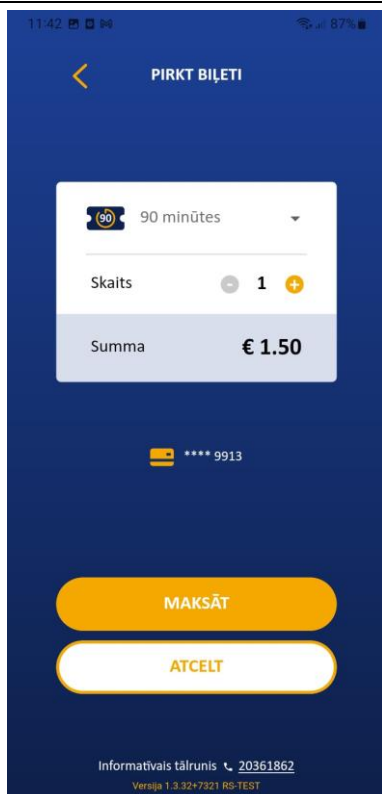 11:42 87%
PIRKT BIĻETI
90 90 minūtes
Skaits - 1 +
Summa € 1.50
**** 9913
MAKSĀT
ATCELT
Informatīvais tālrunis 20361862
Versija 1.3.32+7321 RS-TEST